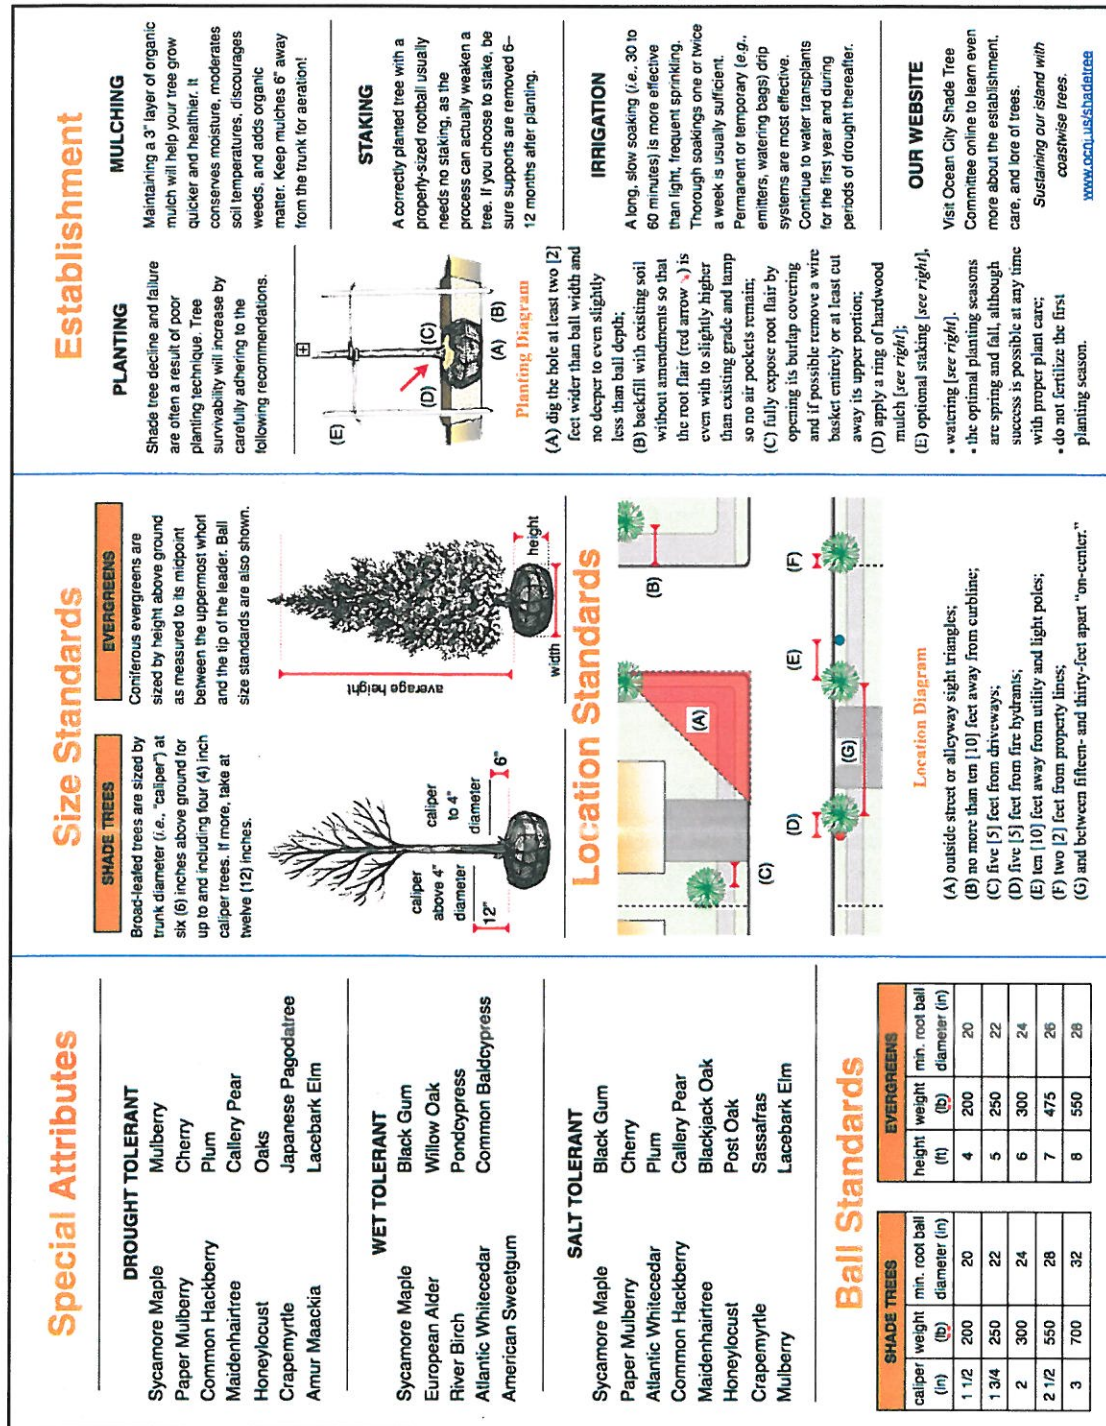 Special Attributes
DROUGHT TOLERANT
Sycamore Maple
Paper Mulberry
Common Hackberry
Maidenhairtree
Honeylocust
Crapemyrtle
Amur Maackia
Mulberry
Cherry
Plum
Callery Pear
Oaks
Japanese Pagodatree
Lacebark Elm
WET TOLERANT
Sycamore Maple
European Alder
River Birch
Atlantic Whitecedar
American Sweetgum
Black Gum
Willow Oak
Pondcypress
Common Baldcypress
SALT TOLERANT
Sycamore Maple
Paper Mulberry
Atlantic Whitecedar
Common Hackberry
Maidenhairtree
Honeylocust
Crapemyrtle
Mulberry
Black Gum
Cherry
Plum
Callery Pear
Blackjack Oak
Post Oak
Sassafras
Lacebark Elm
Ball Standards
SHADE TREES
caliper (in) weight (lb) min. root ball diameter (in)
1 1/2 200 20
1 3/4 250 22
2 300 24
2 1/2 550 28
3 700 32
EVERGREENS
height (ft) weight (lb) min. root ball diameter (in)
4 200 20
5 250 22
6 300 24
7 475 26
8 550 28
Size Standards
SHADE TREES
Broad-leafed trees are sized by
trunk diameter (i.e., "caliper") at
six (6) inches above ground for
up to and including four (4) inch
caliper trees. If more, take at
twelve (12) inches.
caliper
above 4"
diameter
12"
caliper
to 4"
diameter
6"
EVERGREENS
Coniferous evergreens are
sized by height above ground
as measured to its midpoint
between the uppermost whorl
and the tip of the leader. Ball
size standards are also shown.
average height
width
height
Location Standards
(A)
(B)
(C)
(D)
(E)
(F)
(G)
Location Diagram
(A) outside street or alleyway sight triangles;
(B) no more than ten [10] feet away from curbline;
(C) five [5] feet from driveways;
(D) five [5] feet from fire hydrants;
(E) ten [10] feet away from utility and light poles;
(F) two [2] feet from property lines;
(G) and between fifteen- and thirty-feet apart "on-center."
Establishment
PLANTING
Shade tree decline and failure
are often a result of poor
planting technique. Tree
survivability will increase by
carefully adhering to the
following recommendations.
(E)
(D)
(C)
(A)
(B)
Planting Diagram
(A) dig the hole at least two [2]
feet wider than ball width and
no deeper to even slightly
less than ball depth;
(B) backfill with existing soil
without amendments so that
the root flair (red arrow ) is
even with to slightly higher
than existing grade and tamp
so no air pockets remain;
(C) fully expose root flair by
opening its burlap covering
and if possible remove a wire
basket entirely or at least cut
away its upper portion;
(D) apply a ring of hardwood
mulch [see right];
(E) optional staking [see right],
• watering [see right].
• the optimal planting seasons
are spring and fall, although
success is possible at any time
with proper plant care;
• do not fertilize the first
planting season.
MULCHING
Maintaining a 3" layer of organic
mulch will help your tree grow
quicker and healthier. It
conserves moisture, moderates
soil temperatures, discourages
weeds, and adds organic
matter. Keep mulches 6" away
from the trunk for aeration!
STAKING
A correctly planted tree with a
properly-sized rootball usually
needs no staking, as the
process can actually weaken a
tree. If you choose to stake, be
sure supports are removed 6–
12 months after planting.
IRRIGATION
A long, slow soaking (i.e., 30 to
60 minutes) is more effective
than light, frequent sprinkling.
Thorough soakings one or twice
a week is usually sufficient.
Permanent or temporary (e.g.,
emitters, watering bags) drip
systems are most effective.
Continue to water transplants
for the first year and during
periods of drought thereafter.
OUR WEBSITE
Visit Ocean City Shade Tree
Committee online to learn even
more about the establishment,
care, and lore of trees.
Sustaining our island with
coastwise trees.
www.ocnj.us/shadetree